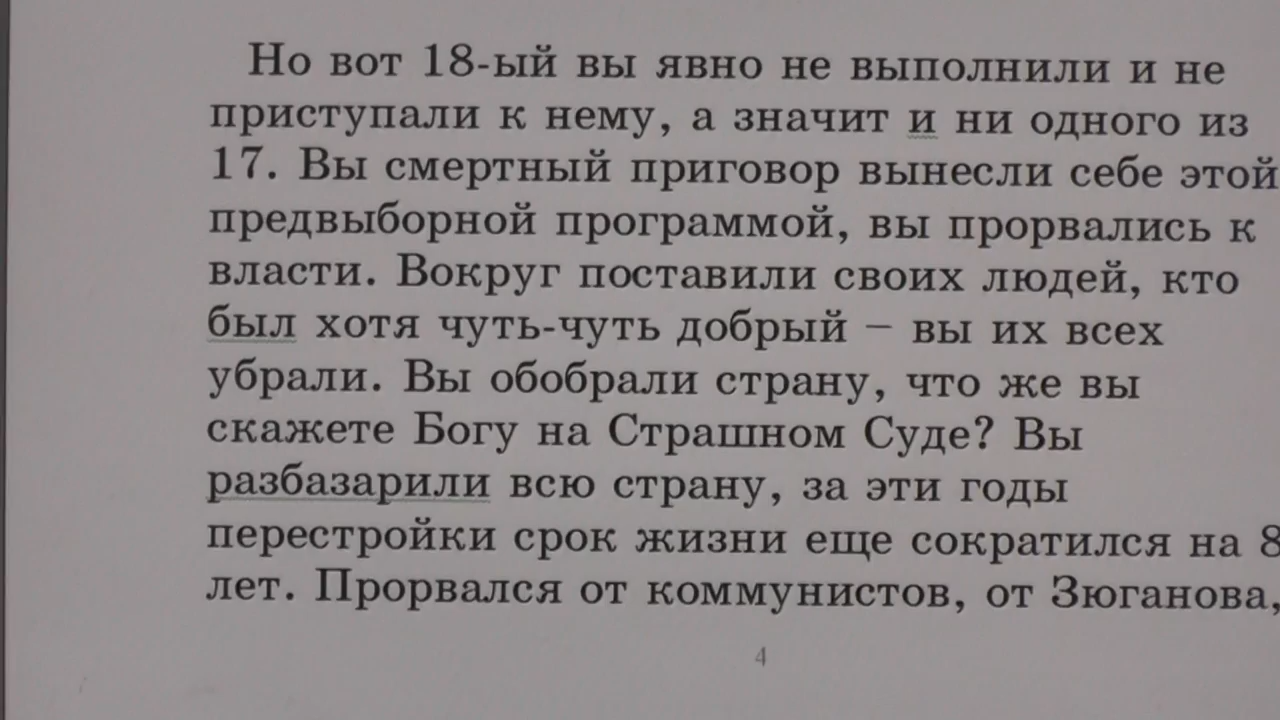 Но вот 18-ый вы явно не выполнили и не
приступали к нему, а значит и ни одного из
17. Вы смертный приговор вынесли себе этой
предвыборной программой, вы прорвались к
власти. Вокруг поставили своих людей, кто
был хотя чуть-чуть добрый – вы их всех
убрали. Вы обобрали страну, что же вы
скажете Богу на Страшном Суде? Вы
разбазарили всю страну, за эти годы
перестройки срок жизни еще сократился на 8
лет. Прорвался от коммунистов, от Зюганова,
4